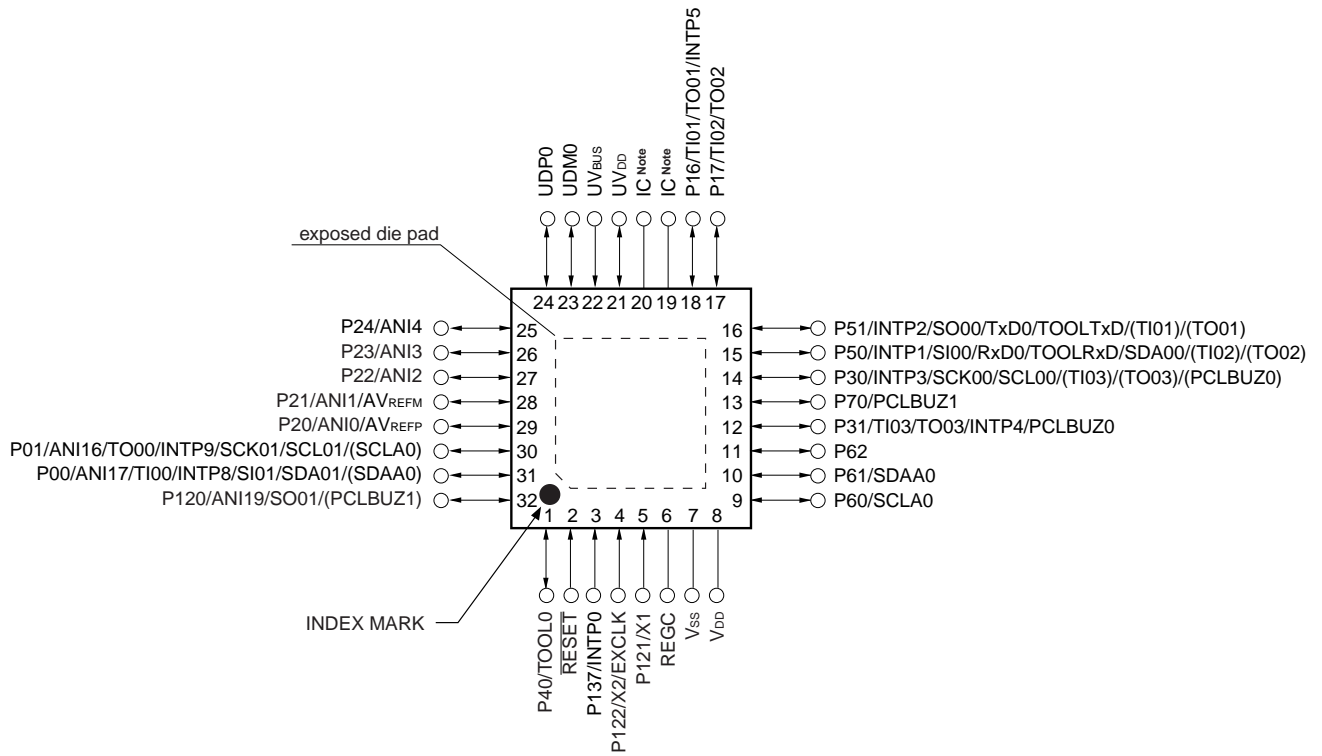 UDP0
UDM0
UVBUS
UVDD
IC Note
IC Note
P16/TI01/TO01/INTP5
P17/TI02/TO02
exposed die pad
24 23 22 21 20 19 18 17
P24/ANI4 25
P23/ANI3 26
P22/ANI2 27
P21/ANI1/AVREFM 28
P20/ANI0/AVREFP 29
P01/ANI16/TO00/INTP9/SCK01/SCL01/(SCLA0) 30
P00/ANI17/TI00/INTP8/SI01/SDA01/(SDAA0) 31
P120/ANI19/SO01/(PCLBUZ1) 32
16 P51/INTP2/SO00/TxD0/TOOLTxD/(TI01)/(TO01)
15 P50/INTP1/SI00/RxD0/TOOLRxD/SDA00/(TI02)/(TO02)
14 P30/INTP3/SCK00/SCL00/(TI03)/(TO03)/(PCLBUZ0)
13 P70/PCLBUZ1
12 P31/TI03/TO03/INTP4/PCLBUZ0
11 P62
10 P61/SDAA0
9 P60/SCLA0
1 2 3 4 5 6 7 8
INDEX MARK
P40/TOOL0
RESET
P137/INTP0
P122/X2/EXCLK
P121/X1
REGC
VSS
VDD